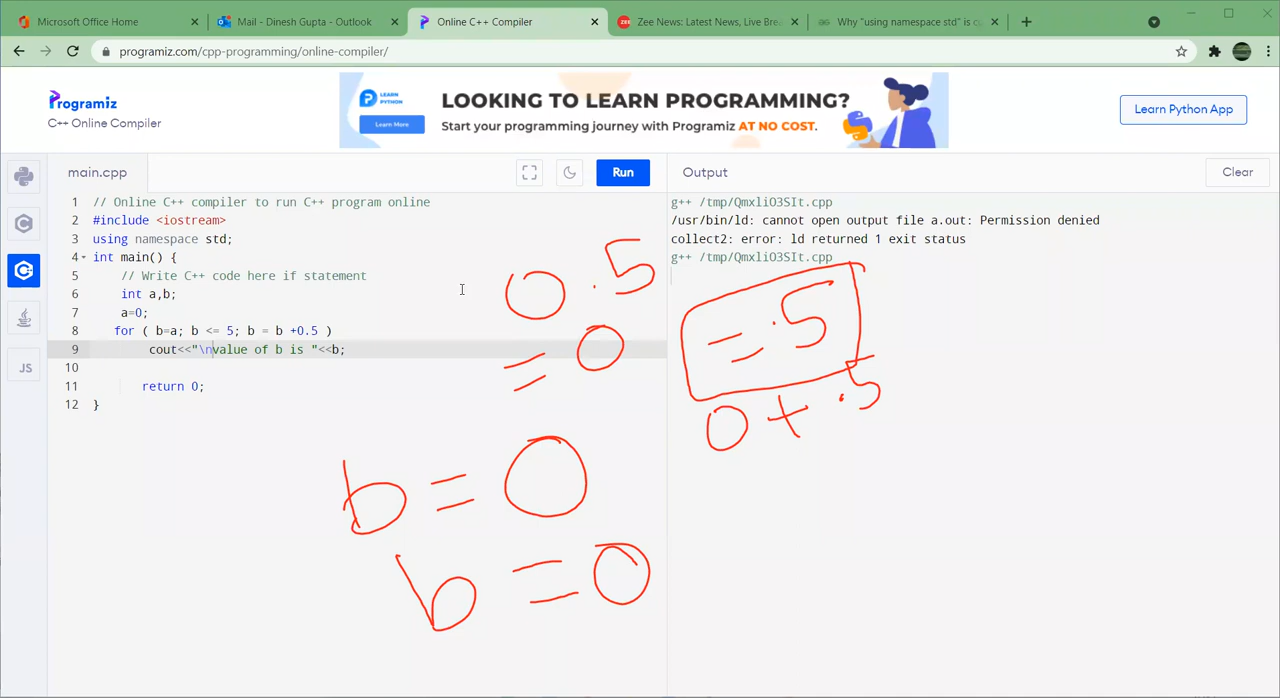 Microsoft Office Home
Mail - Dinesh Gupta - Outlook
Online C++ Compiler
Zee News: Latest News, Live Brea
Why "using namespace std" is co
programiz.com/cpp-programming/online-compiler/
Programiz
C++ Online Compiler
LEARN PYTHON
Learn More
LOOKING TO LEARN PROGRAMMING?
Start your programming journey with Programiz AT NO COST.
Learn Python App
main.cpp
Run
Output
Clear
1 // Online C++ compiler to run C++ program online
2 #include <iostream>
3 using namespace std;
4 int main() {
5 // Write C++ code here if statement
6 int a,b;
7 a=0;
8 for ( b=a; b <= 5; b = b +0.5 )
9 cout<<"\nvalue of b is "<<b;
10
11 return 0;
12 }
JS
g++ /tmp/QmxliO3SIt.cpp
/usr/bin/ld: cannot open output file a.out: Permission denied
collect2: error: ld returned 1 exit status
g++ /tmp/QmxliO3SIt.cpp
0.5
= 0
= .5
0 + .5
b = 0
b = 0